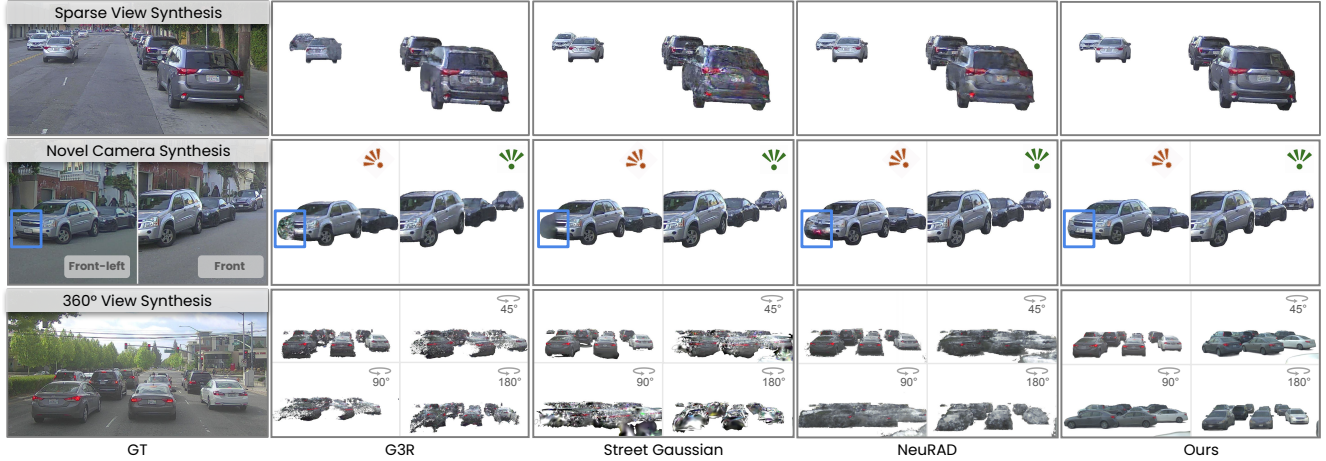 Sparse View Synthesis
Novel Camera Synthesis
Front-left
Front
360° View Synthesis
45°
90°
180°
45°
90°
180°
45°
90°
180°
45°
90°
180°
GT
G3R
Street Gaussian
NeuRAD
Ours